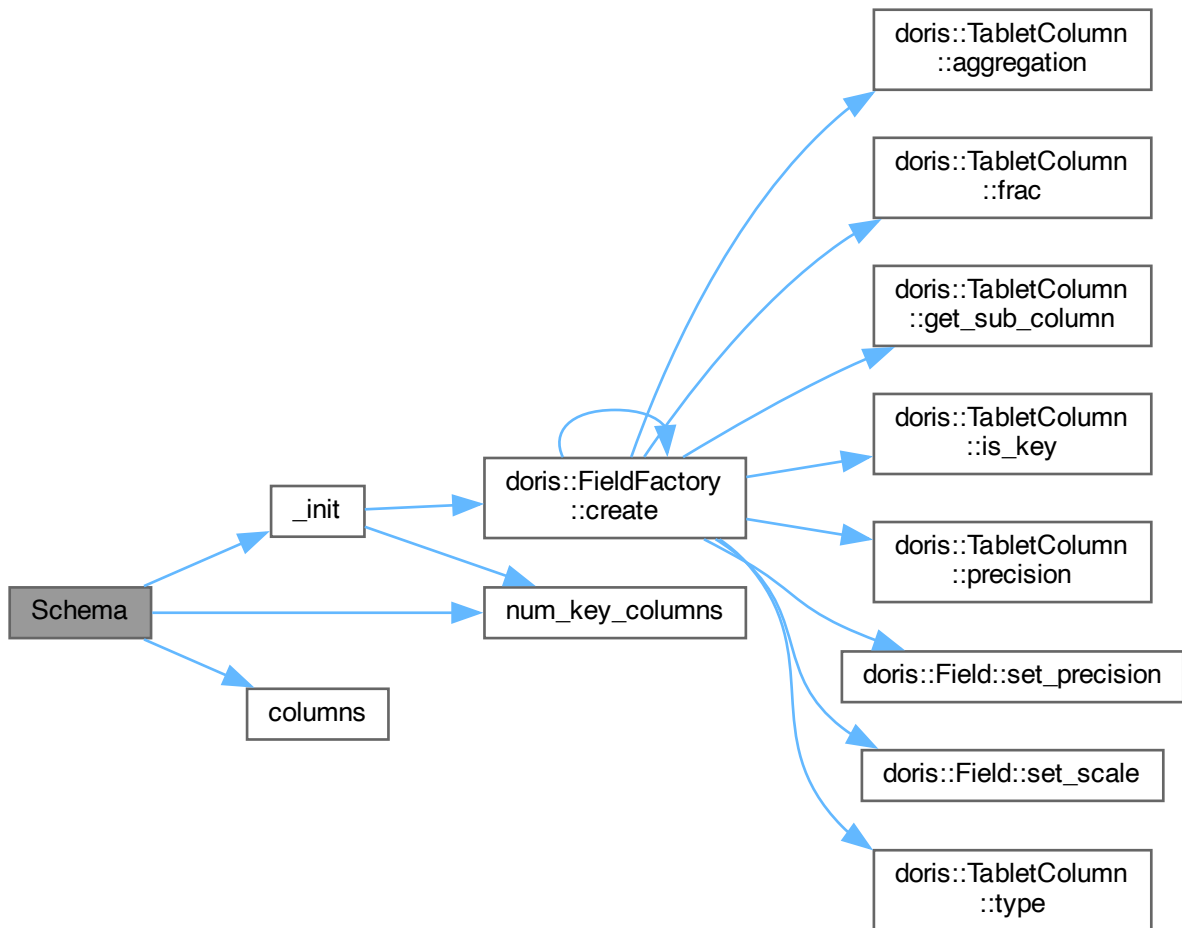 doris::TabletColumn
::aggregation
doris::TabletColumn
::frac
doris::TabletColumn
::get_sub_column
doris::TabletColumn
::is_key
doris::FieldFactory
::create
_init
doris::TabletColumn
::precision
Schema
num_key_columns
doris::Field::set_precision
columns
doris::Field::set_scale
doris::TabletColumn
::type